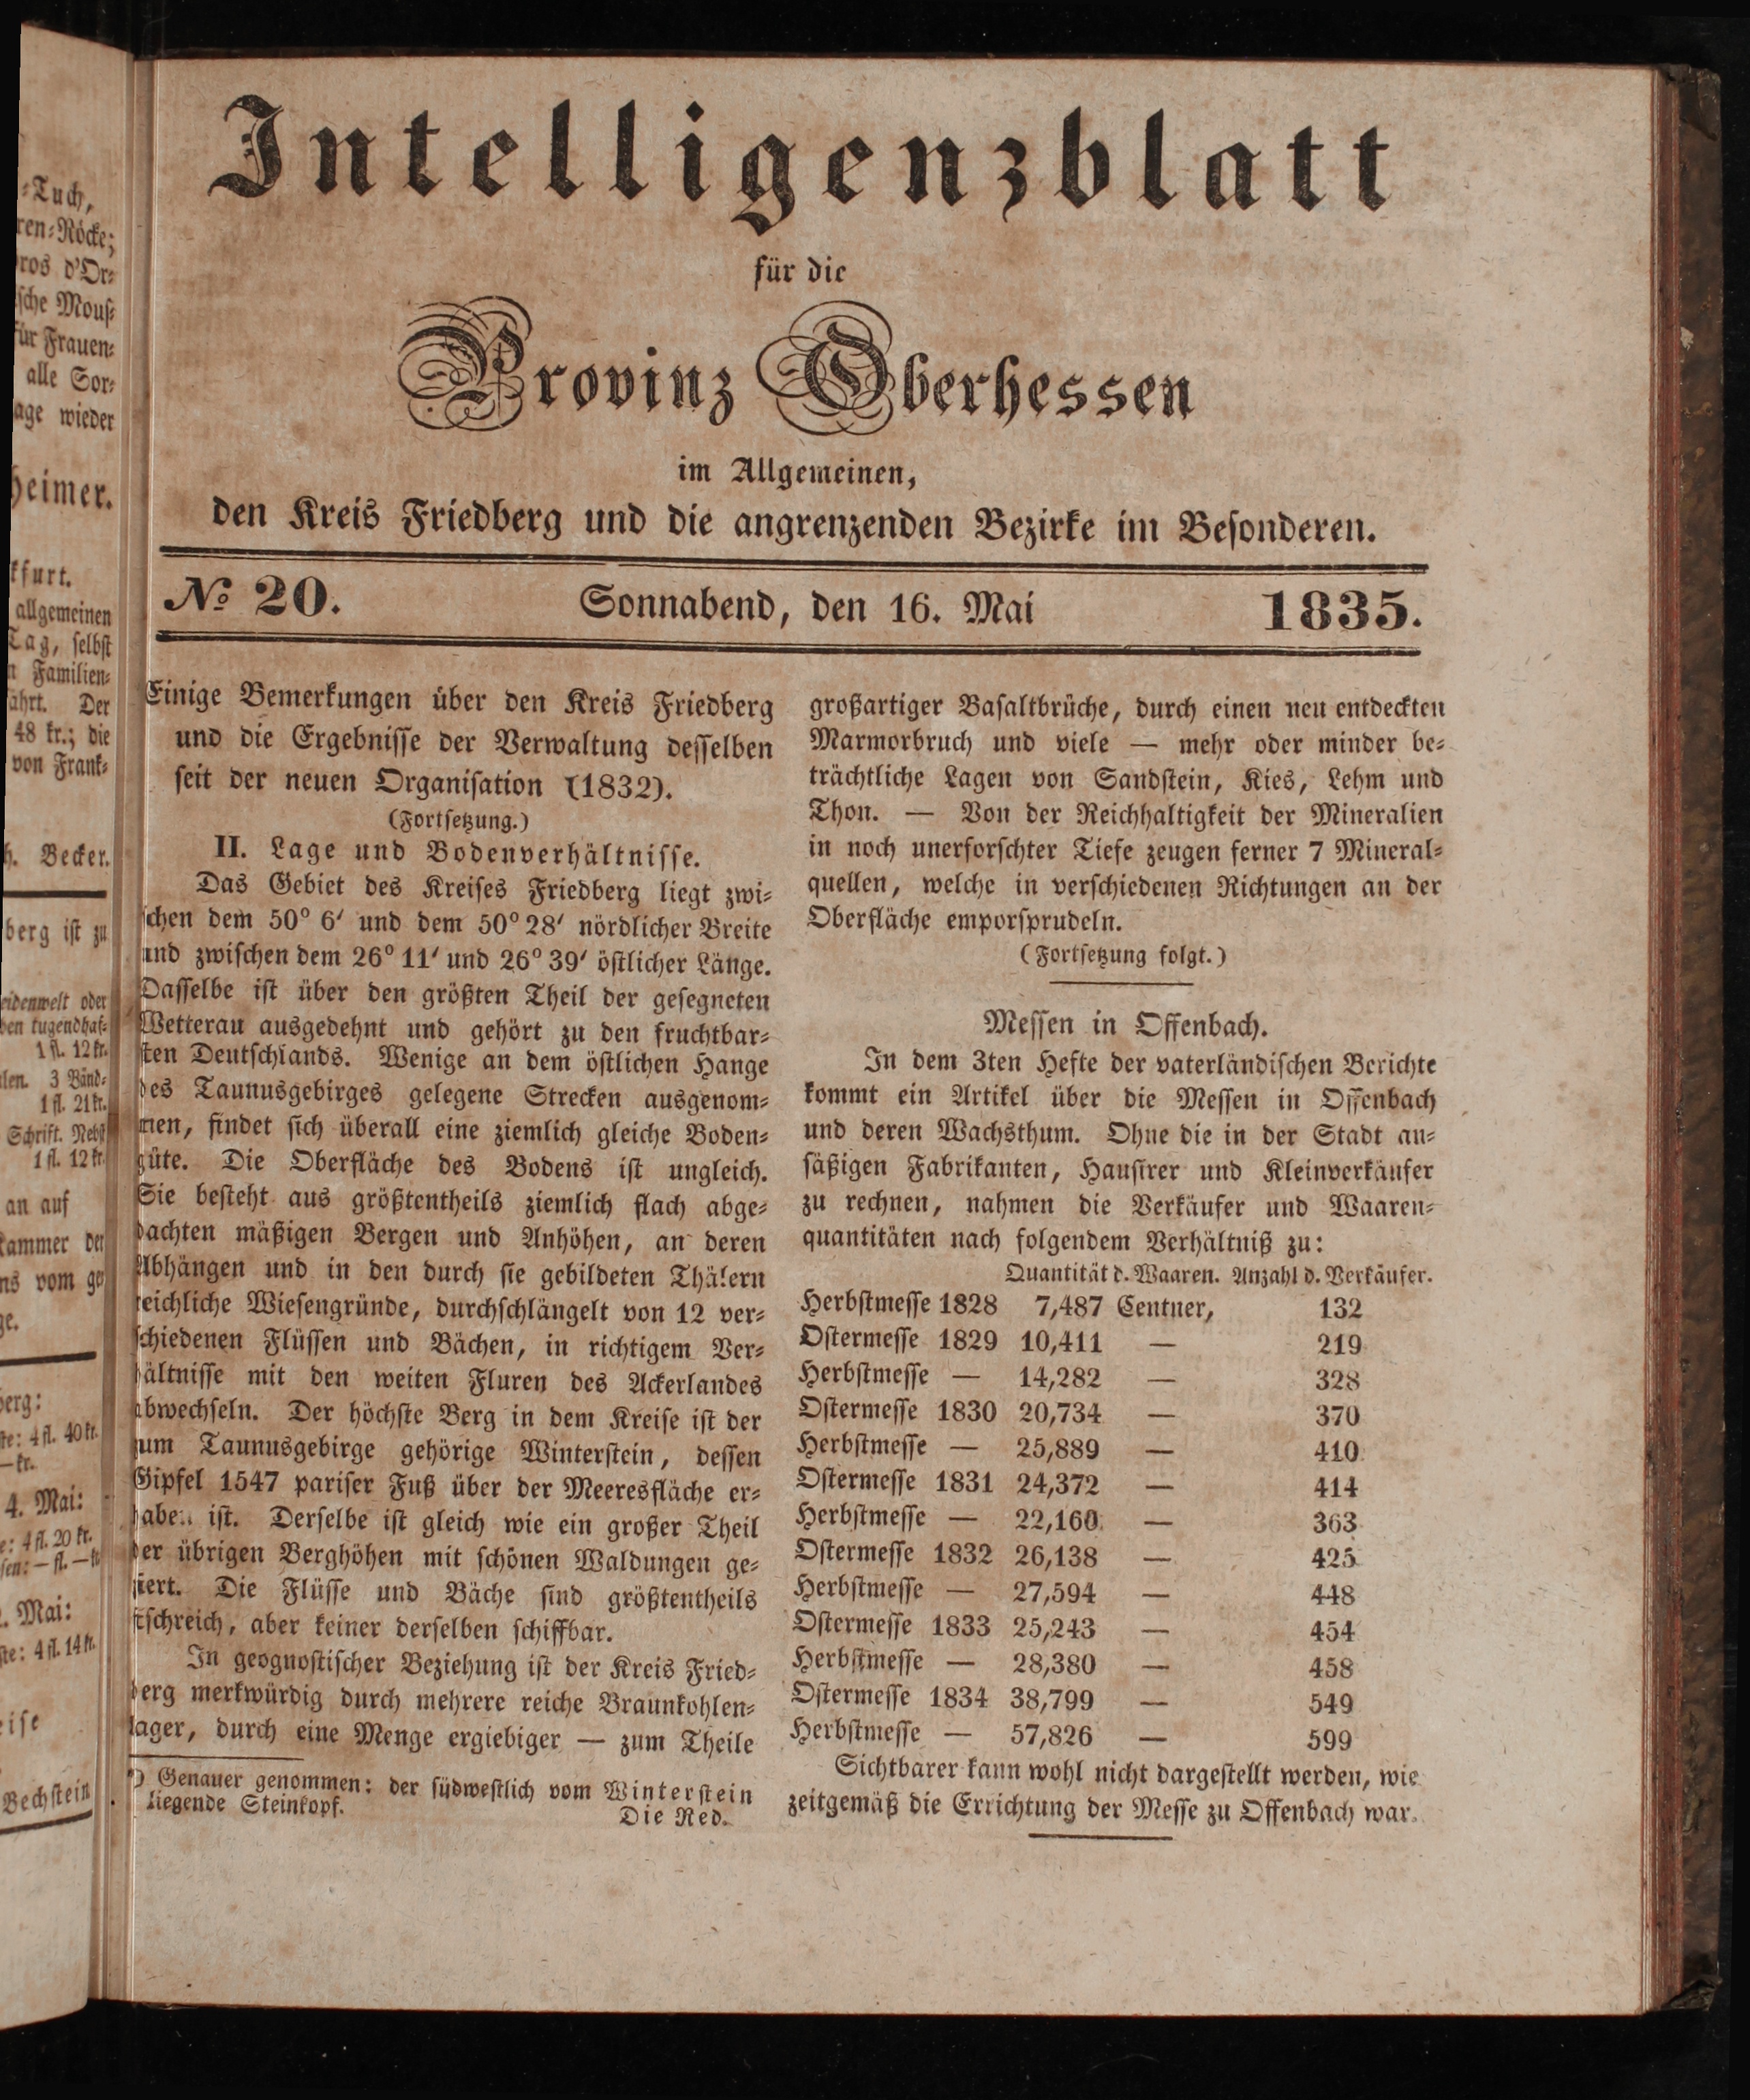 Intelligenzblatt
für die
Provinz Oberhessen
im Allgemeinen,
den Kreis Friedberg und die angrenzenden Bezirke im Besonderen.
№ 20. Sonnabend, den 16. Mai 1835.
Einige Bemerkungen über den Kreis Friedberg
und die Ergebnisse der Verwaltung desselben
seit der neuen Organisation (1832).
(Fortsetzung.)
II. Lage und Bodenverhältnisse.
Das Gebiet des Kreises Friedberg liegt zwi-
schen dem 50° 6′ und dem 50° 28′ nördlicher Breite
und zwischen dem 26° 11′ und 26° 39′ östlicher Länge.
Dasselbe ist über den größten Theil der gesegneten
Wetterau ausgedehnt und gehört zu den fruchtbar-
sten Deutschlands. Wenige an dem östlichen Hange
des Taunusgebirges gelegene Strecken ausgenom-
men, findet sich überall eine ziemlich gleiche Boden-
güte. Die Oberfläche des Bodens ist ungleich.
Sie besteht aus größtentheils ziemlich flach abge-
dachten mäßigen Bergen und Anhöhen, an deren
Abhängen und in den durch sie gebildeten Thälern
reichliche Wiesengründe, durchschlängelt von 12 ver-
schiedenen Flüssen und Bächen, in richtigem Ver-
hältnisse mit den weiten Fluren des Ackerlandes
abwechseln. Der höchste Berg in dem Kreise ist der
zum Taunusgebirge gehörige Winterstein, dessen
Gipfel 1547 pariser Fuß über der Meeresfläche er-
haben ist. Derselbe ist gleich wie ein großer Theil
der übrigen Berghöhen mit schönen Waldungen ge-
ziert. Die Flüsse und Bäche sind größtentheils
fischreich, aber keiner derselben schiffbar.
In geognostischer Beziehung ist der Kreis Fried-
berg merkwürdig durch mehrere reiche Braunkohlen-
lager, durch eine Menge ergiebiger — zum Theile
*) Genauer genommen: der südwestlich vom Winterstein
liegende Steinkopf.
Die Red.
großartiger Basaltbrüche, durch einen neu entdeckten
Marmorbruch und viele — mehr oder minder be-
trächtliche Lagen von Sandstein, Kies, Lehm und
Thon. — Von der Reichhaltigkeit der Mineralien
in noch unerforschter Tiefe zeugen ferner 7 Mineral-
quellen, welche in verschiedenen Richtungen an der
Oberfläche emporsprudeln.
(Fortsetzung folgt.)
Messen in Offenbach.
In dem 3ten Hefte der vaterländischen Berichte
kommt ein Artikel über die Messen in Offenbach
und deren Wachsthum. Ohne die in der Stadt an-
säßigen Fabrikanten, Hausirer und Kleinverkäufer
zu rechnen, nahmen die Verkäufer und Waaren-
quantitäten nach folgendem Verhältniß zu:
Quantität d. Waaren. Anzahl d. Verkäufer.
Herbstmesse 1828 7,487 Centner, 132
Ostermesse 1829 10,411 — 219
Herbstmesse — 14,282 — 328
Ostermesse 1830 20,734 — 370
Herbstmesse — 25,889 — 410
Ostermesse 1831 24,372 — 414
Herbstmesse — 22,160 — 363
Ostermesse 1832 26,138 — 425
Herbstmesse — 27,594 — 448
Ostermesse 1833 25,243 — 454
Herbstmesse — 28,380 — 458
Ostermesse 1834 38,799 — 549
Herbstmesse — 57,826 — 599
Sichtbarer kann wohl nicht dargestellt werden, wie
zeitgemäß die Errichtung der Messe zu Offenbach war.